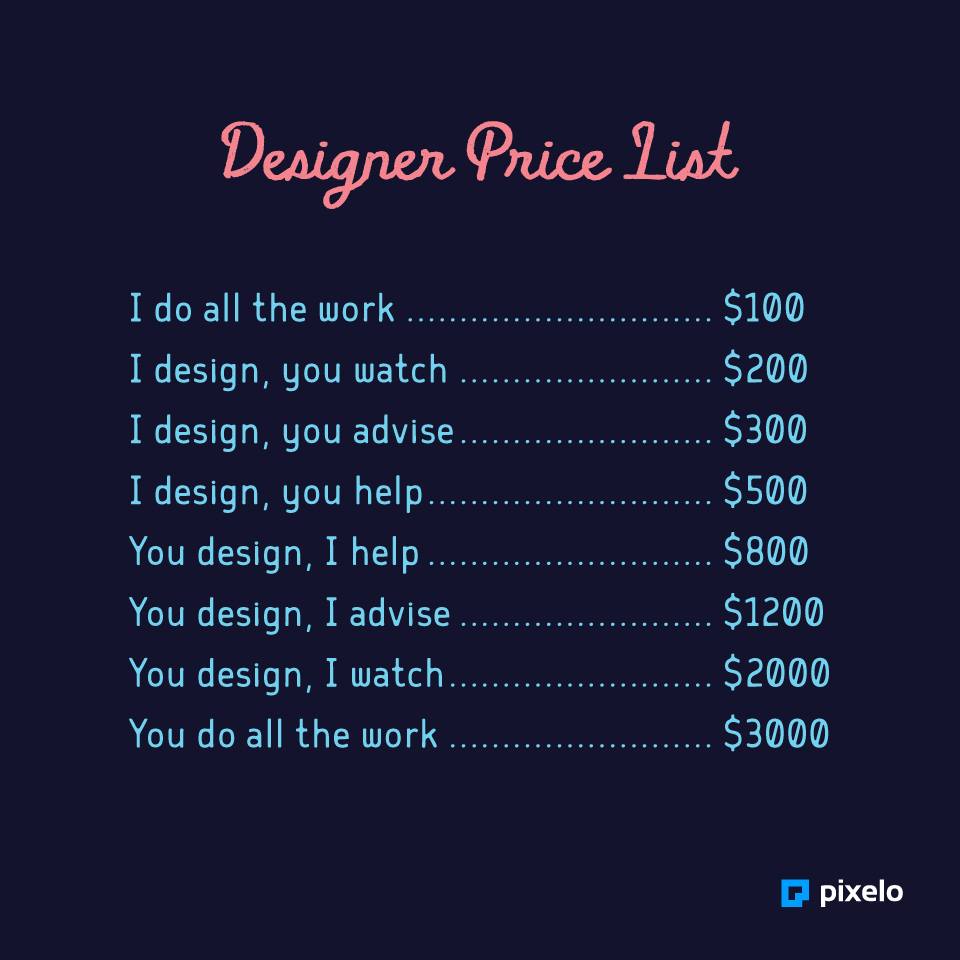 Designer Price List
I do all the work ............................. $100
I design, you watch ........................ $200
I design, you advise........................ $300
I design, you help........................... $500
You design, I help ........................... $800
You design, I advise ........................ $1200
You design, I watch......................... $2000
You do all the work ......................... $3000
pixelo